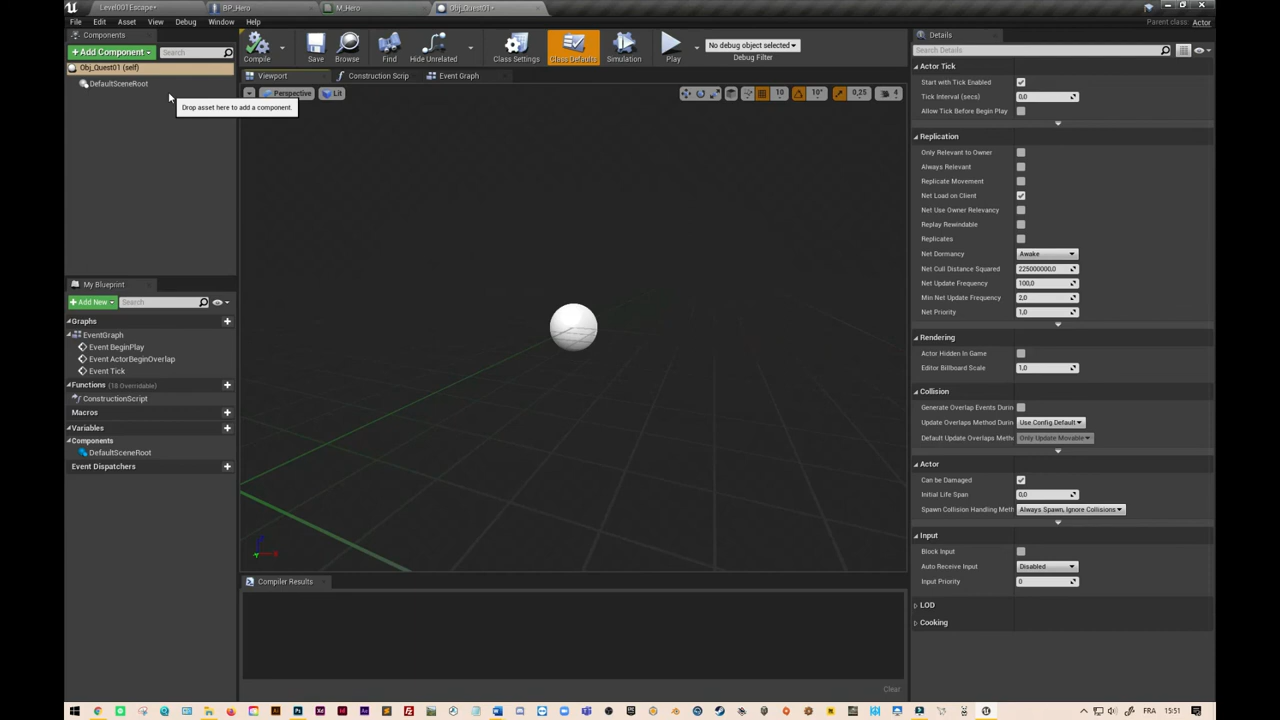 Level001Escape•
BP_Hero
M_Hero
Obj_Quest01•
Parent class: Actor
File Edit Asset View Debug Window Help
Components
+Add Component
Search
Obj_Quest01 (self)
DefaultSceneRoot
Drop asset here to add a component.
Compile
Save
Browse
Find
Hide Unrelated
Class Settings
Class Defaults
Simulation
Play
No debug object selected
Debug Filter
Viewport
Construction Scrip
Event Graph
Perspective
Lit
10
10°
0,25
4
My Blueprint
+Add New
Search
Graphs
EventGraph
Event BeginPlay
Event ActorBeginOverlap
Event Tick
Functions (18 Overridable)
ConstructionScript
Macros
Variables
Components
DefaultSceneRoot
Event Dispatchers
Compiler Results
Clear
Details
Search Details
Actor Tick
Start with Tick Enabled
Tick Interval (secs) 0,0
Allow Tick Before Begin Play
Replication
Only Relevant to Owner
Always Relevant
Replicate Movement
Net Load on Client
Net Use Owner Relevancy
Replay Rewindable
Replicates
Net Dormancy Awake
Net Cull Distance Squared 225000000,0
Net Update Frequency 100,0
Min Net Update Frequency 2,0
Net Priority 1,0
Rendering
Actor Hidden In Game
Editor Billboard Scale 1,0
Collision
Generate Overlap Events Durin
Update Overlaps Method Durin Use Config Default
Default Update Overlaps Meth Only Update Movable
Actor
Can be Damaged
Initial Life Span 0,0
Spawn Collision Handling Meth Always Spawn, Ignore Collisions
Input
Block Input
Auto Receive Input Disabled
Input Priority 0
LOD
Cooking
FRA 15:51